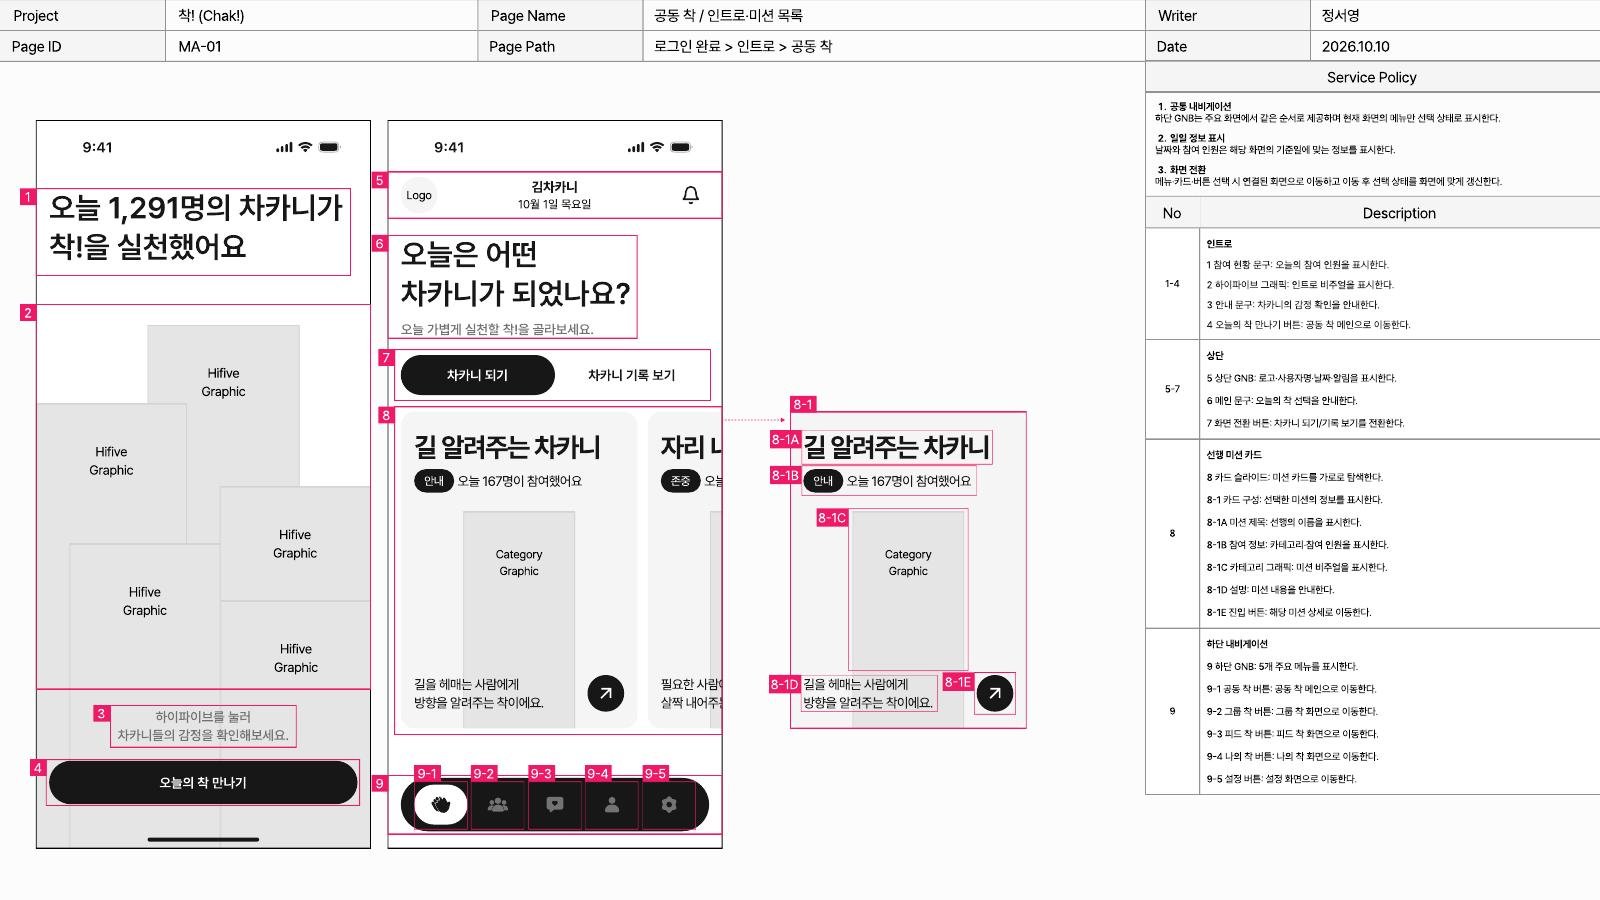 Project
착! (Chak!)
Page Name
공동 착 / 인트로·미션 목록
Writer
정서영
Page ID
MA-01
Page Path
로그인 완료 > 인트로 > 공동 착
Date
2026.10.10
9:41
1
오늘 1,291명의 차카니가
착!을 실천했어요
2
Hifive
Graphic
Hifive
Graphic
Hifive
Graphic
Hifive
Graphic
Hifive
Graphic
3
하이파이브를 눌러
차카니들의 감정을 확인해보세요.
4
오늘의 착 만나기
9:41
5
Logo
김차카니
10월 1일 목요일
6
오늘은 어떤
차카니가 되었나요?
오늘 가볍게 실천할 착!을 골라보세요.
7
차카니 되기
차카니 기록 보기
8
길 알려주는 차카니
안내 오늘 167명이 참여했어요
Category
Graphic
길을 헤매는 사람에게
방향을 알려주는 착이에요.
자리 나
존중 오늘
필요한 사람에
살짝 내어주는
9
9-1
9-2
9-3
9-4
9-5
8-1
8-1A
길 알려주는 차카니
8-1B
안내 오늘 167명이 참여했어요
8-1C
Category
Graphic
8-1D
길을 헤매는 사람에게
방향을 알려주는 착이에요.
8-1E
Service Policy
1. 공통 내비게이션
하단 GNB는 주요 화면에서 같은 순서로 제공하며 현재 화면의 메뉴만 선택 상태로 표시한다.
2. 일일 정보 표시
날짜와 참여 인원은 해당 화면의 기준일에 맞는 정보를 표시한다.
3. 화면 전환
메뉴·카드·버튼 선택 시 연결된 화면으로 이동하고 이동 후 선택 상태를 화면에 맞게 갱신한다.
No
Description
1-4
인트로
1 참여 현황 문구: 오늘의 참여 인원을 표시한다.
2 하이파이브 그래픽: 인트로 비주얼을 표시한다.
3 안내 문구: 차카니의 감정 확인을 안내한다.
4 오늘의 착 만나기 버튼: 공동 착 메인으로 이동한다.
5-7
상단
5 상단 GNB: 로고·사용자명·날짜·알림을 표시한다.
6 메인 문구: 오늘의 착 선택을 안내한다.
7 화면 전환 버튼: 차카니 되기/기록 보기를 전환한다.
8
선행 미션 카드
8 카드 슬라이드: 미션 카드를 가로로 탐색한다.
8-1 카드 구성: 선택한 미션의 정보를 표시한다.
8-1A 미션 제목: 선행의 이름을 표시한다.
8-1B 참여 정보: 카테고리·참여 인원을 표시한다.
8-1C 카테고리 그래픽: 미션 비주얼을 표시한다.
8-1D 설명: 미션 내용을 안내한다.
8-1E 진입 버튼: 해당 미션 상세로 이동한다.
9
하단 내비게이션
9 하단 GNB: 5개 주요 메뉴를 표시한다.
9-1 공동 착 버튼: 공동 착 메인으로 이동한다.
9-2 그룹 착 버튼: 그룹 착 화면으로 이동한다.
9-3 피드 착 버튼: 피드 착 화면으로 이동한다.
9-4 나의 착 버튼: 나의 착 화면으로 이동한다.
9-5 설정 버튼: 설정 화면으로 이동한다.